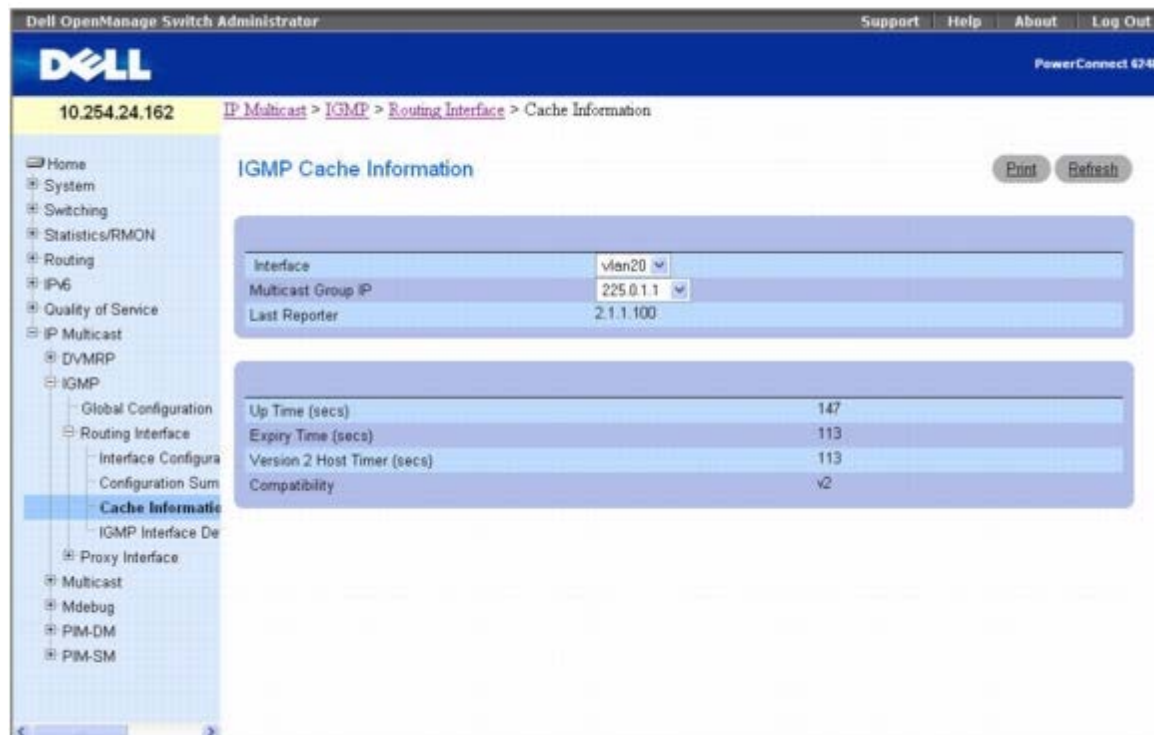 Dell OpenManage Switch Administrator Support Help About Log Out
DELL
PowerConnect 624
10.254.24.162
IP Multicast > IGMP > Routing Interface > Cache Information
Home
System
Switching
Statistics/RMON
Routing
IPv6
Quality of Service
IP Multicast
DVMRP
IGMP
Global Configuration
Routing Interface
Interface Configura
Configuration Sum
Cache Informatio
IGMP Interface De
Proxy Interface
Multicast
Mdebug
PIM-DM
PIM-SM
IGMP Cache Information
Print Refresh
Interface vlan20
Multicast Group IP 225.0.1.1
Last Reporter 2.1.1.100
Up Time (secs) 147
Expiry Time (secs) 113
Version 2 Host Timer (secs) 113
Compatibility v2